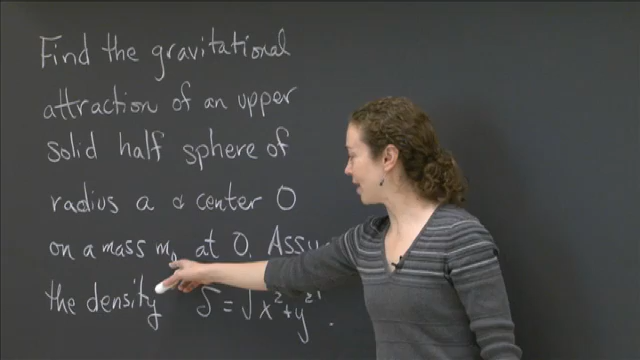 Find the gravitational
attraction of an upper
solid half sphere of
radius a & center O
on a mass m₀ at O.
the density δ = √x²+y² .